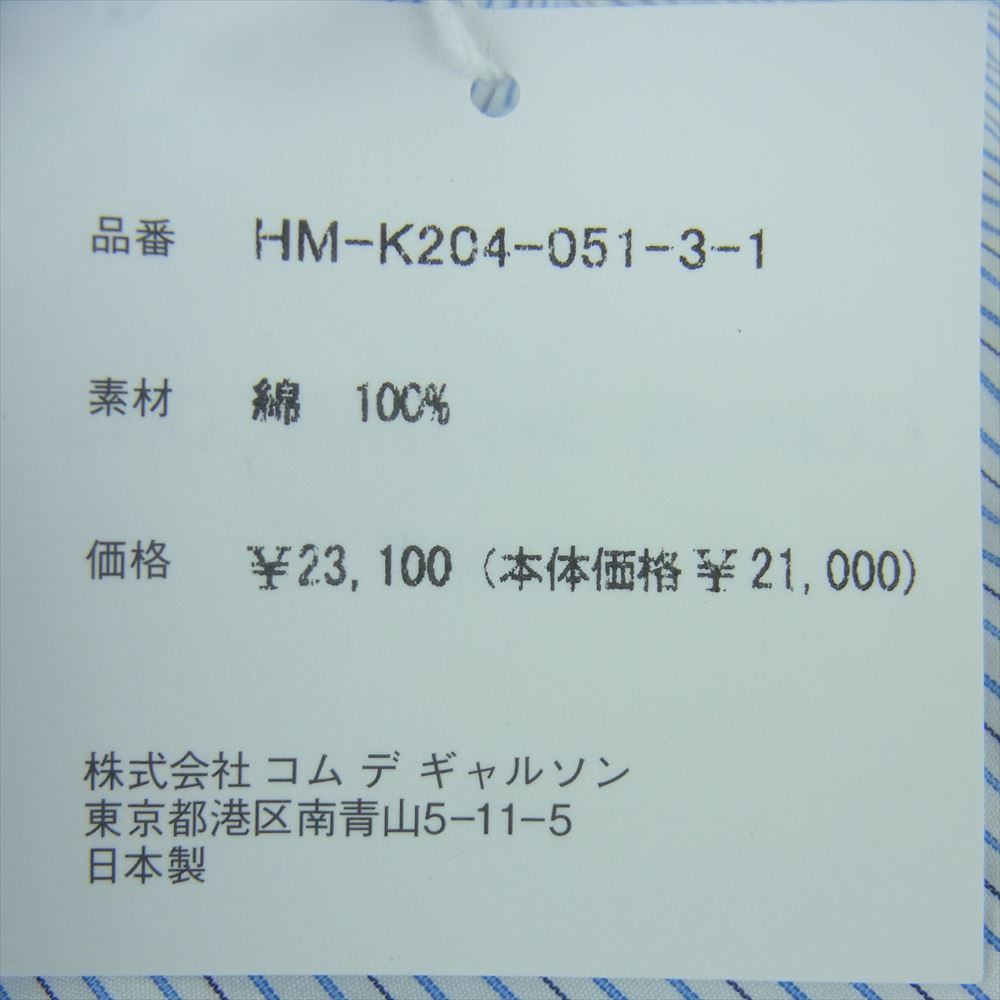 品番 HM-K204-051-3-1
素材 綿 100%
価格 ¥23,100 (本体価格 ¥21,000)
株式会社 コム デ ギャルソン
東京都港区南青山5-11-5
日本製